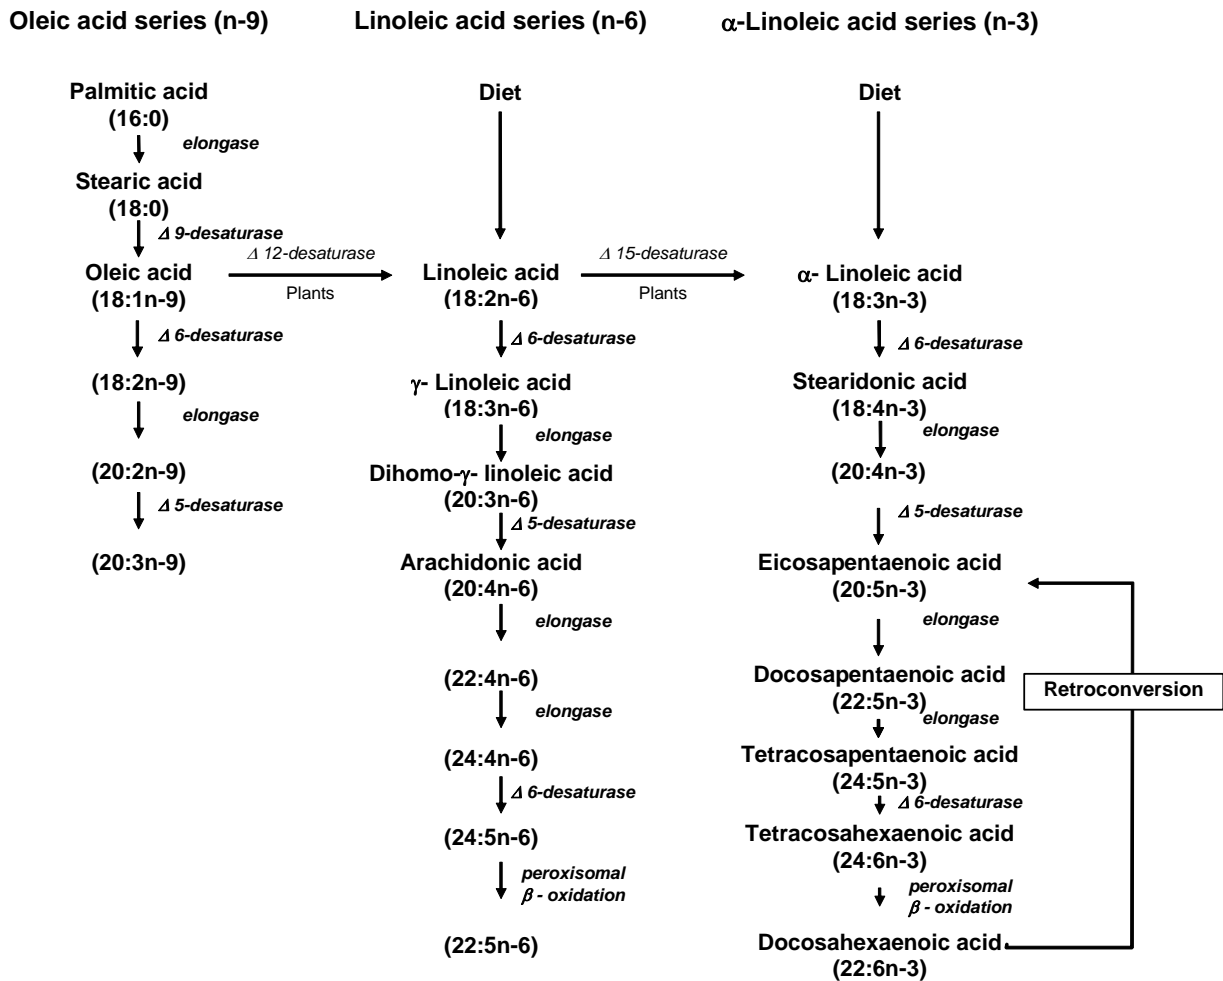 Oleic acid series (n-9)
Linoleic acid series (n-6)
α-Linoleic acid series (n-3)
Palmitic acid
(16:0)
elongase
Stearic acid
(18:0)
Δ 9-desaturase
Oleic acid
(18:1n-9)
Δ 6-desaturase
(18:2n-9)
elongase
(20:2n-9)
Δ 5-desaturase
(20:3n-9)
Δ 12-desaturase
Plants
Diet
Linoleic acid
(18:2n-6)
Δ 6-desaturase
γ- Linoleic acid
(18:3n-6)
elongase
Dihomo-γ- linoleic acid
(20:3n-6)
Δ 5-desaturase
Arachidonic acid
(20:4n-6)
elongase
(22:4n-6)
elongase
(24:4n-6)
Δ 6-desaturase
(24:5n-6)
peroxisomal
β - oxidation
(22:5n-6)
Δ 15-desaturase
Plants
Diet
α- Linoleic acid
(18:3n-3)
Δ 6-desaturase
Stearidonic acid
(18:4n-3)
elongase
(20:4n-3)
Δ 5-desaturase
Eicosapentaenoic acid
(20:5n-3)
elongase
Docosapentaenoic acid
(22:5n-3)
elongase
Tetracosapentaenoic acid
(24:5n-3)
Δ 6-desaturase
Tetracosahexaenoic acid
(24:6n-3)
peroxisomal
β - oxidation
Docosahexaenoic acid
(22:6n-3)
Retroconversion